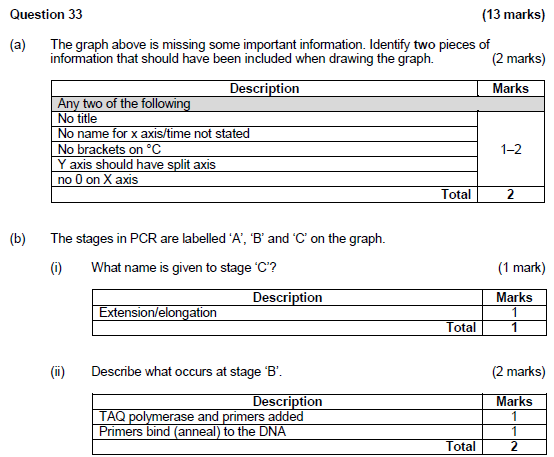 Question 33 (13 marks)
(a) The graph above is missing some important information. Identify two pieces of
information that should have been included when drawing the graph. (2 marks)
Description Marks
Any two of the following
No title
No name for x axis/time not stated
No brackets on °C 1–2
Y axis should have split axis
no 0 on X axis
Total 2
(b) The stages in PCR are labelled 'A', 'B' and 'C' on the graph.
(i) What name is given to stage 'C'? (1 mark)
Description Marks
Extension/elongation 1
Total 1
(ii) Describe what occurs at stage 'B'. (2 marks)
Description Marks
TAQ polymerase and primers added 1
Primers bind (anneal) to the DNA 1
Total 2